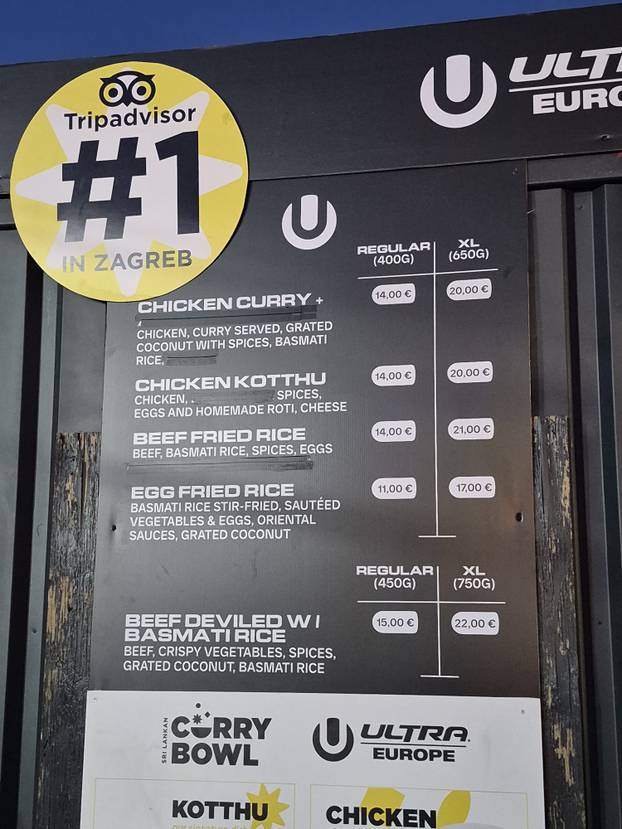 Tripadvisor
#1
IN ZAGREB
ULT
EURO
REGULAR XL
(400G) (650G)
CHICKEN CURRY + 14,00 € 20,00 €
CHICKEN, CURRY SERVED, GRATED
COCONUT WITH SPICES, BASMATI
RICE,
CHICKEN KOTTHU 14,00 € 20,00 €
CHICKEN, SPICES,
EGGS AND HOMEMADE ROTI, CHEESE
BEEF FRIED RICE 14,00 € 21,00 €
BEEF, BASMATI RICE, SPICES, EGGS
EGG FRIED RICE 11,00 € 17,00 €
BASMATI RICE STIR-FRIED, SAUTÉED
VEGETABLES & EGGS, ORIENTAL
SAUCES, GRATED COCONUT
REGULAR XL
(450G) (750G)
BEEF DEVILED W/ 15,00 € 22,00 €
BASMATI RICE
BEEF, CRISPY VEGETABLES, SPICES,
GRATED COCONUT, BASMATI RICE
SRI LANKAN
CURRY
BOWL
ULTRA
EUROPE
KOTTHU
CHICKEN